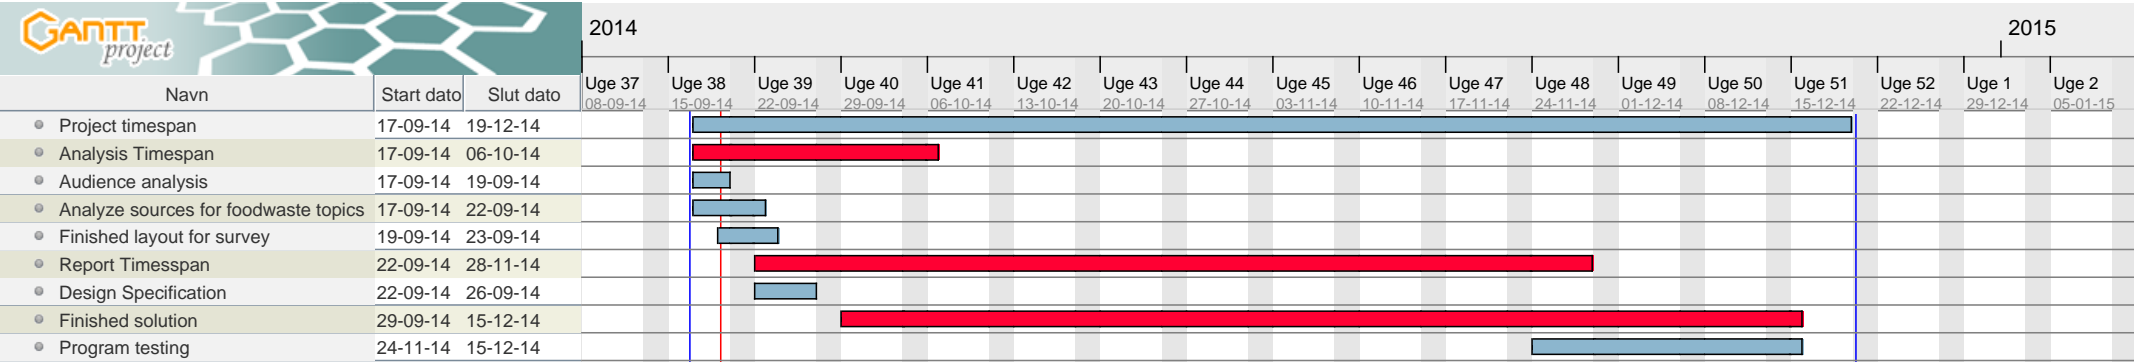 GANTT
project
2014
2015
Navn Start dato Slut dato
Uge 37 Uge 38 Uge 39 Uge 40 Uge 41 Uge 42 Uge 43 Uge 44 Uge 45 Uge 46 Uge 47 Uge 48 Uge 49 Uge 50 Uge 51 Uge 52 Uge 1 Uge 2
08-09-14 15-09-14 22-09-14 29-09-14 06-10-14 13-10-14 20-10-14 27-10-14 03-11-14 10-11-14 17-11-14 24-11-14 01-12-14 08-12-14 15-12-14 22-12-14 29-12-14 05-01-15
Project timespan 17-09-14 19-12-14
Analysis Timespan 17-09-14 06-10-14
Audience analysis 17-09-14 19-09-14
Analyze sources for foodwaste topics 17-09-14 22-09-14
Finished layout for survey 19-09-14 23-09-14
Report Timesspan 22-09-14 28-11-14
Design Specification 22-09-14 26-09-14
Finished solution 29-09-14 15-12-14
Program testing 24-11-14 15-12-14